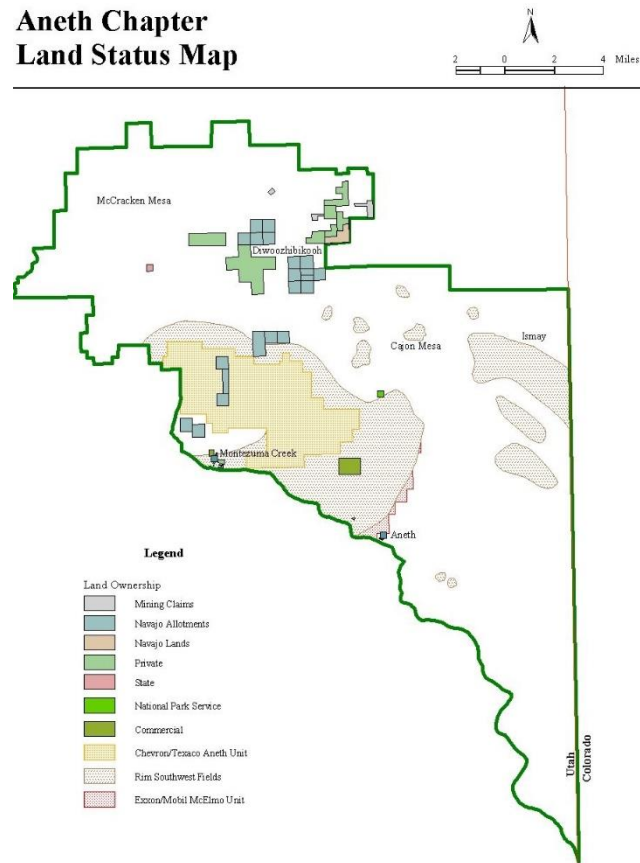 Aneth Chapter
Land Status Map
N
2 0 2 4 Miles
McCracken Mesa
Diwoozhibikooh
Ismay
Cajon Mesa
Montezuma Creek
Aneth
Legend
Land Ownership
Mining Claims
Navajo Allotments
Navajo Lands
Private
State
National Park Service
Commercial
Chevron/Texaco Aneth Unit
Rim Southwest Fields
Exxon/Mobil McElmo Unit
Utah
Colorado